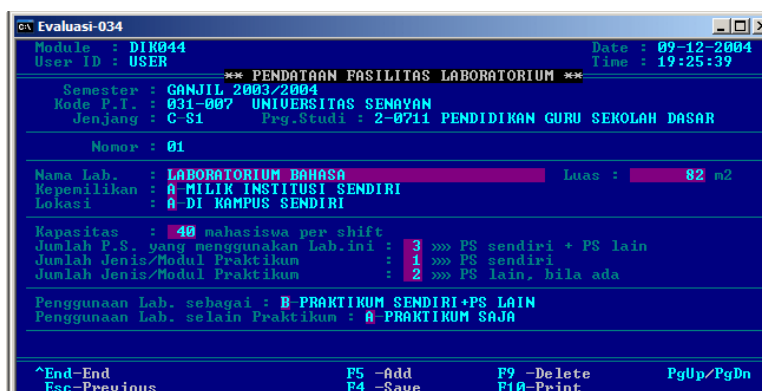 Evaluasi-034
Module : DIK044 Date : 09-12-2004
User ID : USER Time : 19:25:39
** PENDATAAN FASILITAS LABORATORIUM **
Semester : GANJIL 2003/2004
Kode P.T. : 031-007 UNIVERSITAS SENAYAN
Jenjang : C-S1 Prg.Studi : 2-0711 PENDIDIKAN GURU SEKOLAH DASAR
Nomor : 01
Nama Lab. : LABORATORIUM BAHASA Luas : 82 m2
Kepemilikan : A-MILIK INSTITUSI SENDIRI
Lokasi : A-DI KAMPUS SENDIRI
Kapasitas : 40 mahasiswa per shift
Jumlah P.S. yang menggunakan Lab.ini : 3 »» PS sendiri + PS lain
Jumlah Jenis/Modul Praktikum : 1 »» PS sendiri
Jumlah Jenis/Modul Praktikum : 2 »» PS lain, bila ada
Penggunaan Lab. sebagai : B-PRAKTIKUM SENDIRI+PS LAIN
Penggunaan Lab. selain Praktikum : A-PRAKTIKUM SAJA
^End-End F5 -Add F9 -Delete PgUp/PgDn
Esc-Previous F4 -Save F10-Print